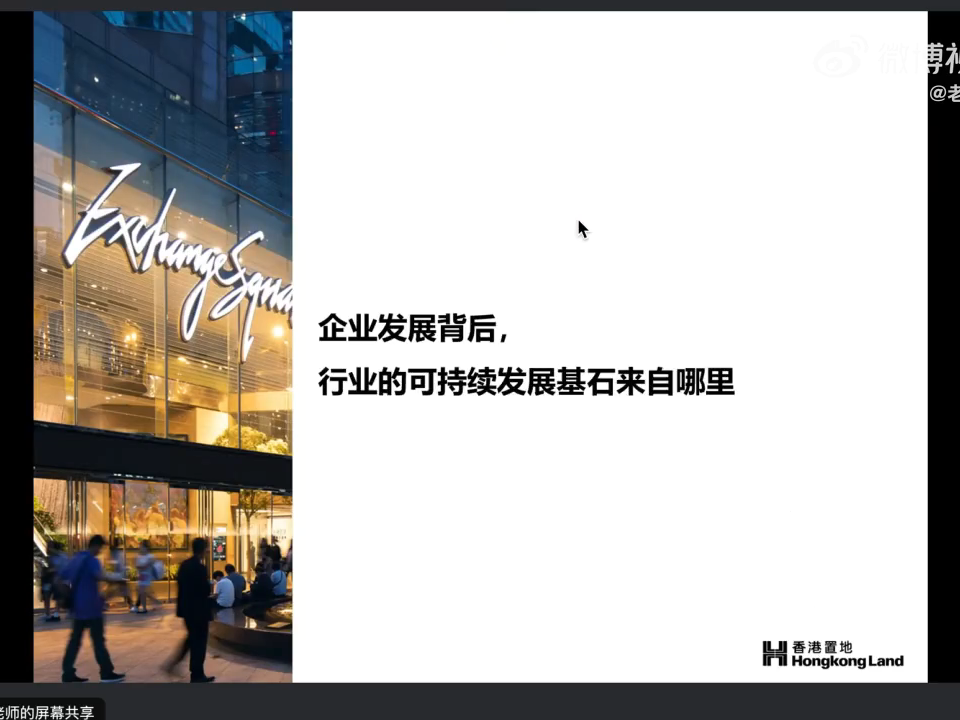 微博视
@老
Exchange Squa
企业发展背后，
行业的可持续发展基石来自哪里
香港置地
Hongkong Land
老师的屏幕共享